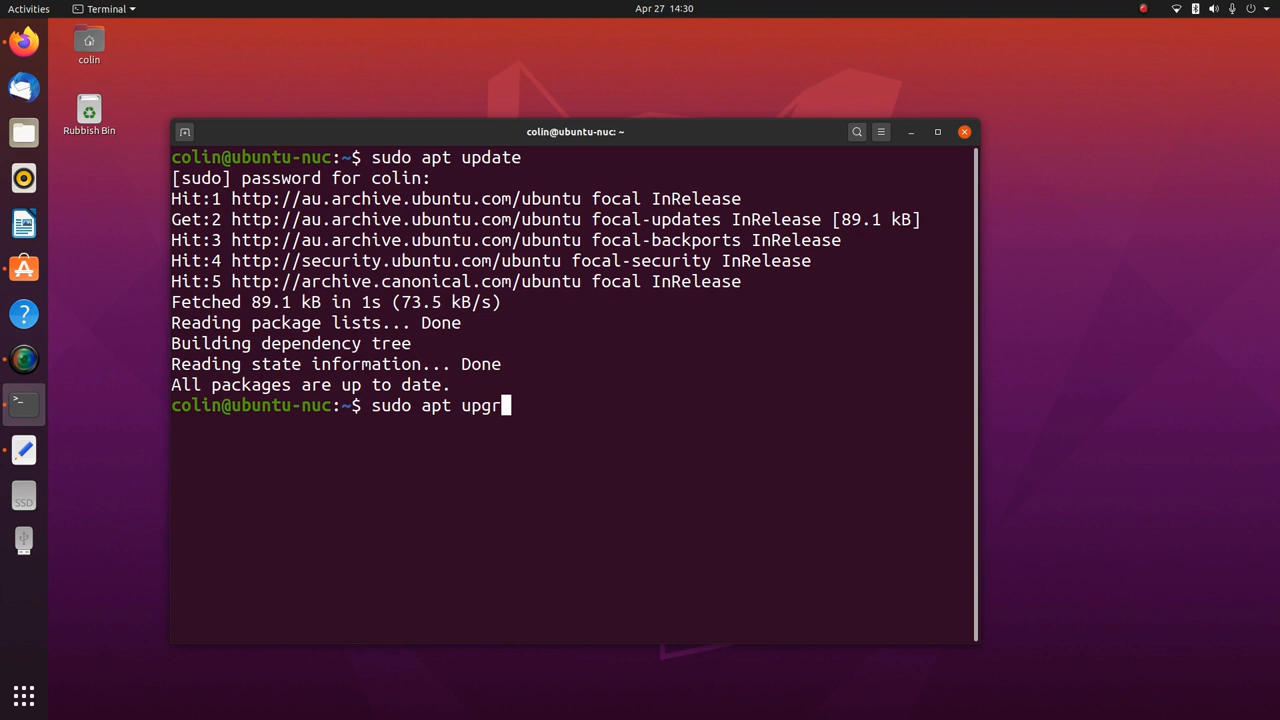 Activities
Terminal
Apr 27 14:30
colin
Rubbish Bin
colin@ubuntu-nuc: ~
colin@ubuntu-nuc:~$ sudo apt update
[sudo] password for colin:
Hit:1 http://au.archive.ubuntu.com/ubuntu focal InRelease
Get:2 http://au.archive.ubuntu.com/ubuntu focal-updates InRelease [89.1 kB]
Hit:3 http://au.archive.ubuntu.com/ubuntu focal-backports InRelease
Hit:4 http://security.ubuntu.com/ubuntu focal-security InRelease
Hit:5 http://archive.canonical.com/ubuntu focal InRelease
Fetched 89.1 kB in 1s (73.5 kB/s)
Reading package lists... Done
Building dependency tree
Reading state information... Done
All packages are up to date.
colin@ubuntu-nuc:~$ sudo apt upgr
>_
SSD